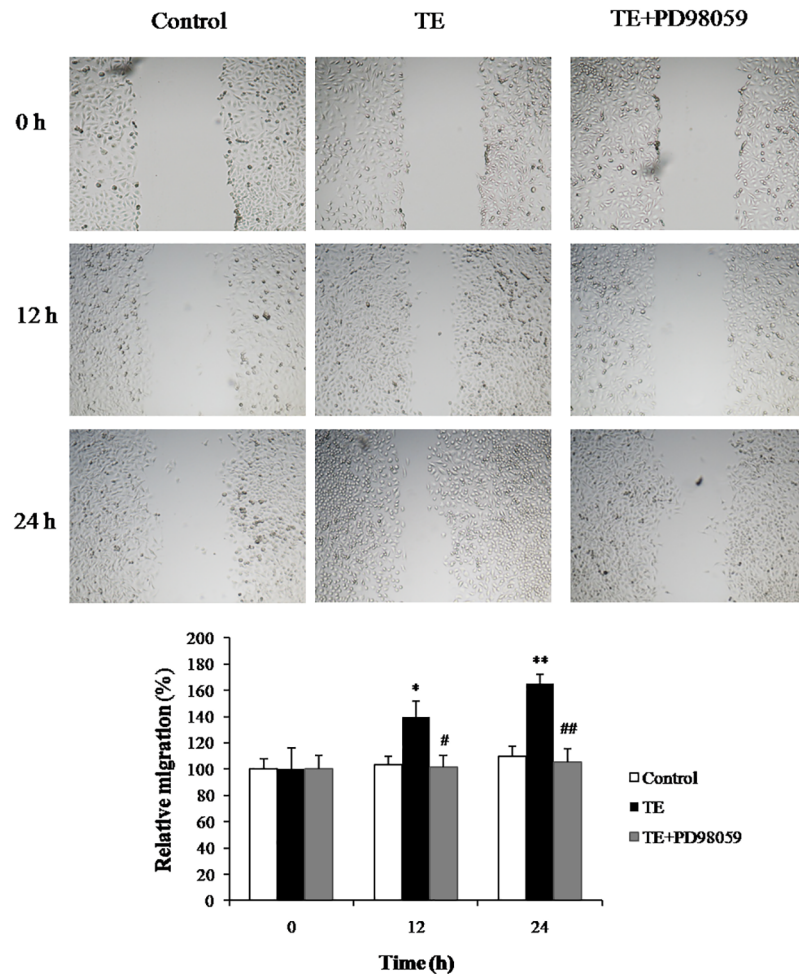 Control TE TE+PD98059
0 h
12 h
24 h
Relative migration (%)
200
180
160
140
120
100
80
60
40
20
0
* # ** ##
Control
TE
TE+PD98059
0 12 24
Time (h)